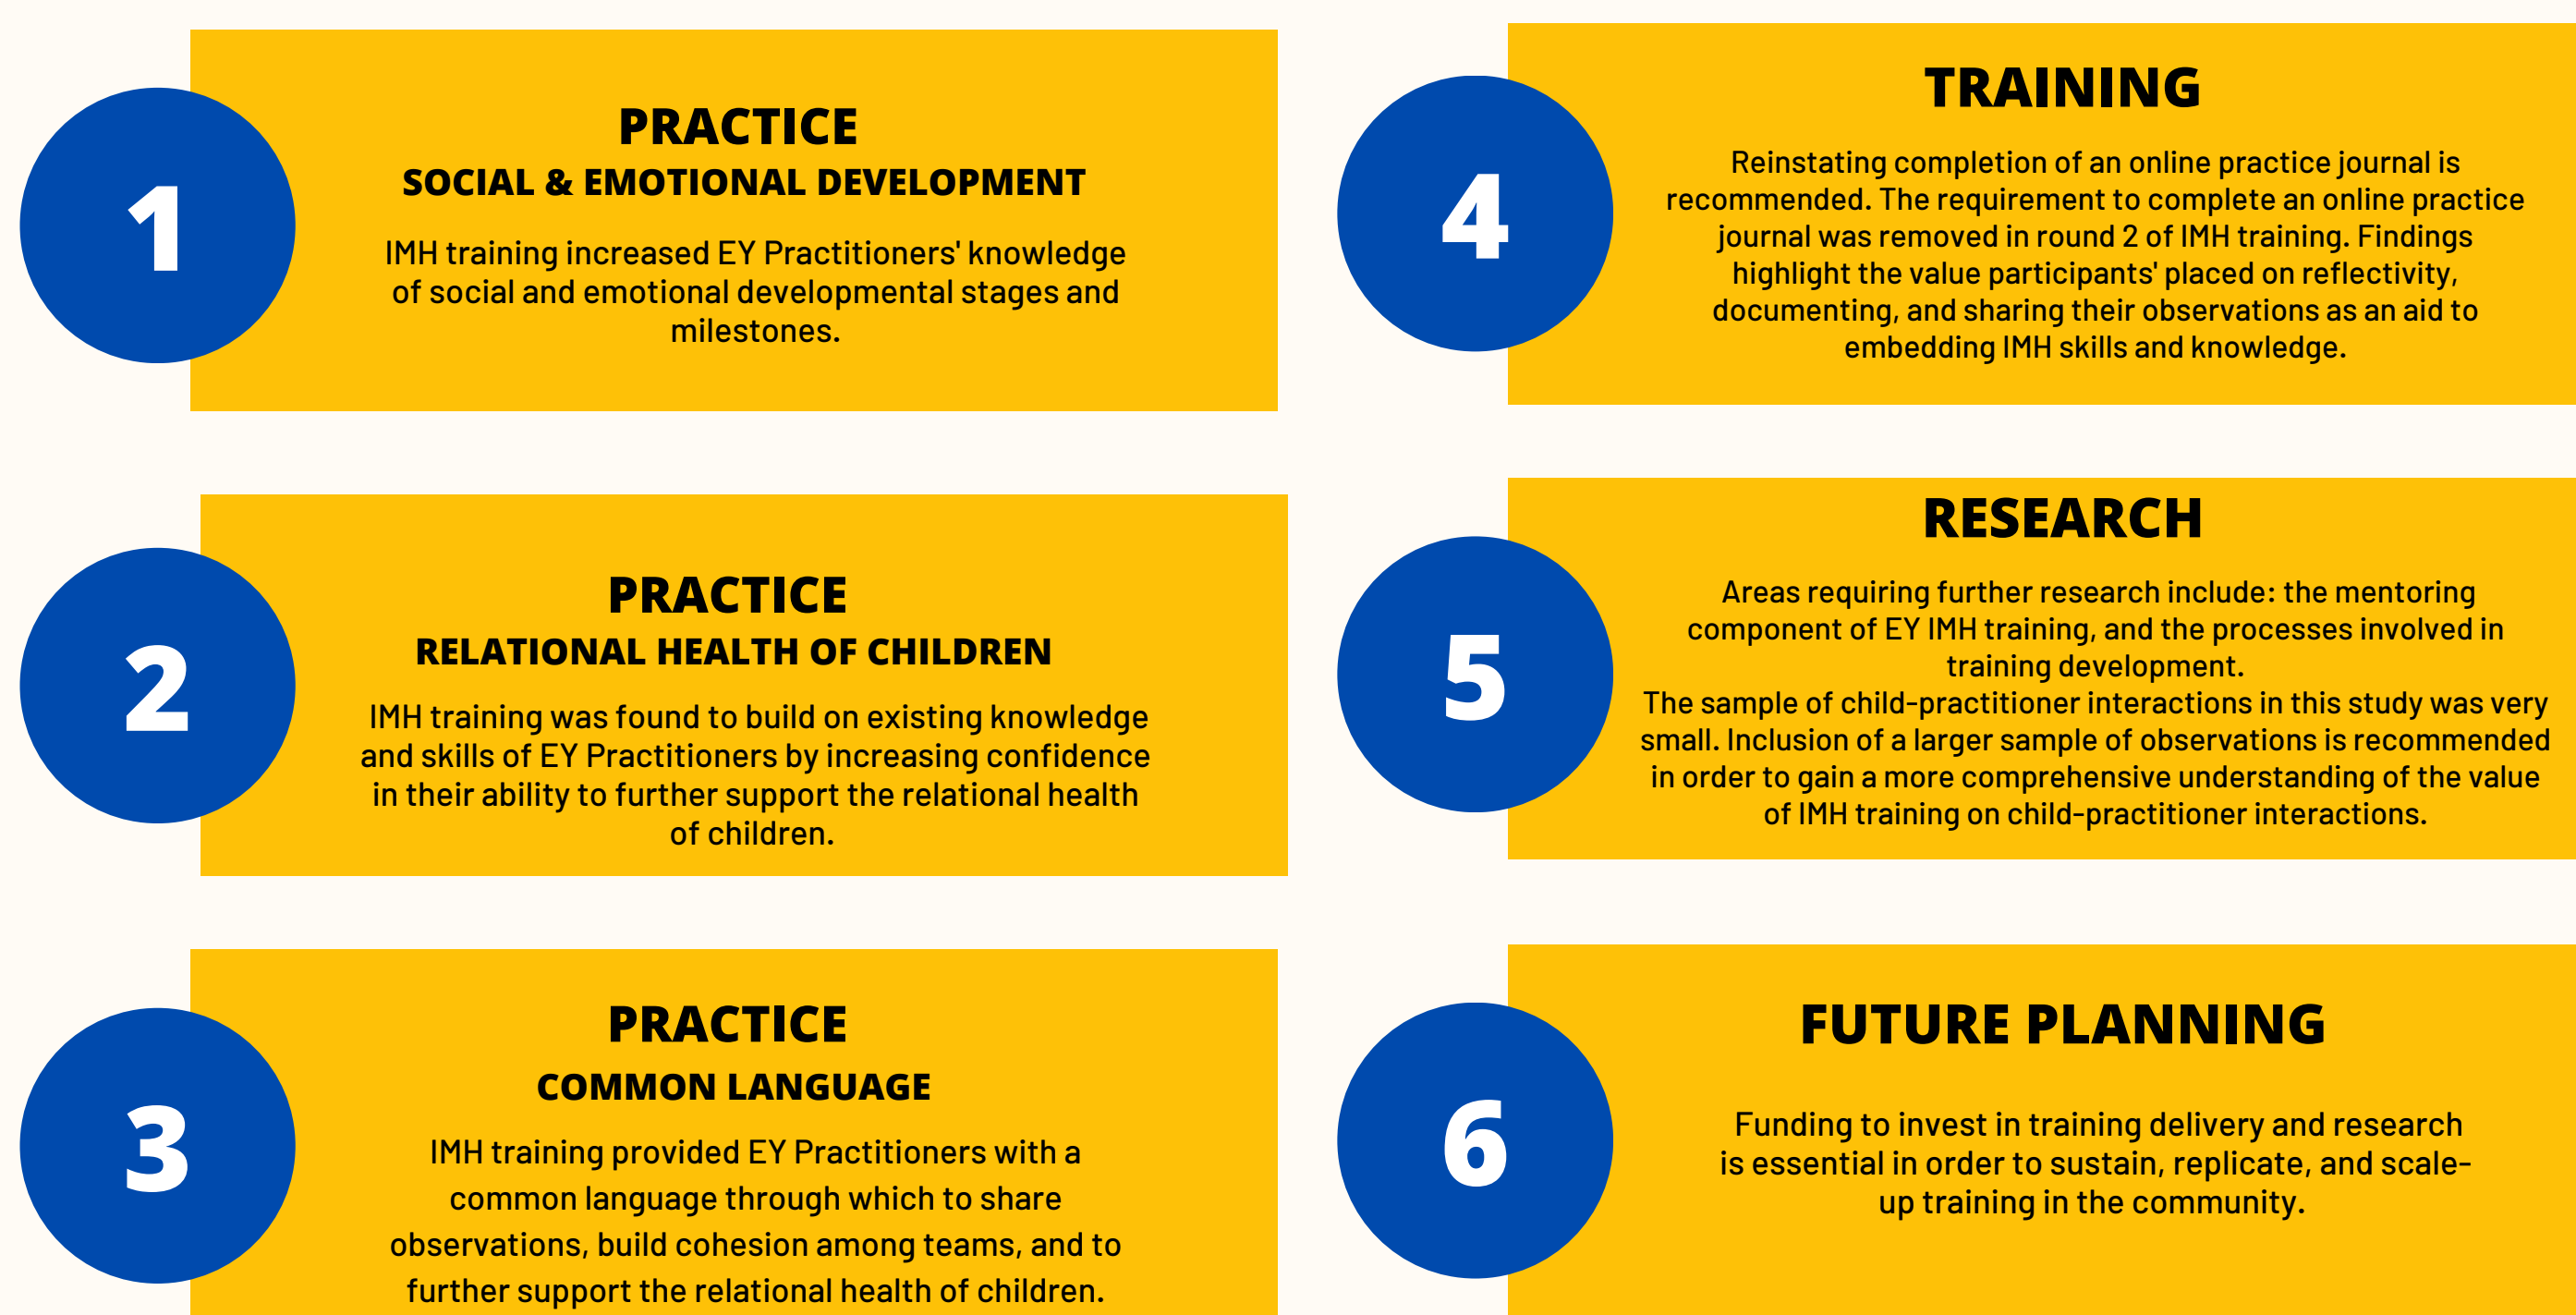 1
PRACTICE
SOCIAL & EMOTIONAL DEVELOPMENT
IMH training increased EY Practitioners' knowledge
of social and emotional developmental stages and
milestones.
2
PRACTICE
RELATIONAL HEALTH OF CHILDREN
IMH training was found to build on existing knowledge
and skills of EY Practitioners by increasing confidence
in their ability to further support the relational health
of children.
3
PRACTICE
COMMON LANGUAGE
IMH training provided EY Practitioners with a
common language through which to share
observations, build cohesion among teams, and to
further support the relational health of children.
4
TRAINING
Reinstating completion of an online practice journal is
recommended. The requirement to complete an online practice
journal was removed in round 2 of IMH training. Findings
highlight the value participants' placed on reflectivity,
documenting, and sharing their observations as an aid to
embedding IMH skills and knowledge.
5
RESEARCH
Areas requiring further research include: the mentoring
component of EY IMH training, and the processes involved in
training development.
The sample of child-practitioner interactions in this study was very
small. Inclusion of a larger sample of observations is recommended
in order to gain a more comprehensive understanding of the value
of IMH training on child-practitioner interactions.
6
FUTURE PLANNING
Funding to invest in training delivery and research
is essential in order to sustain, replicate, and scale-
up training in the community.